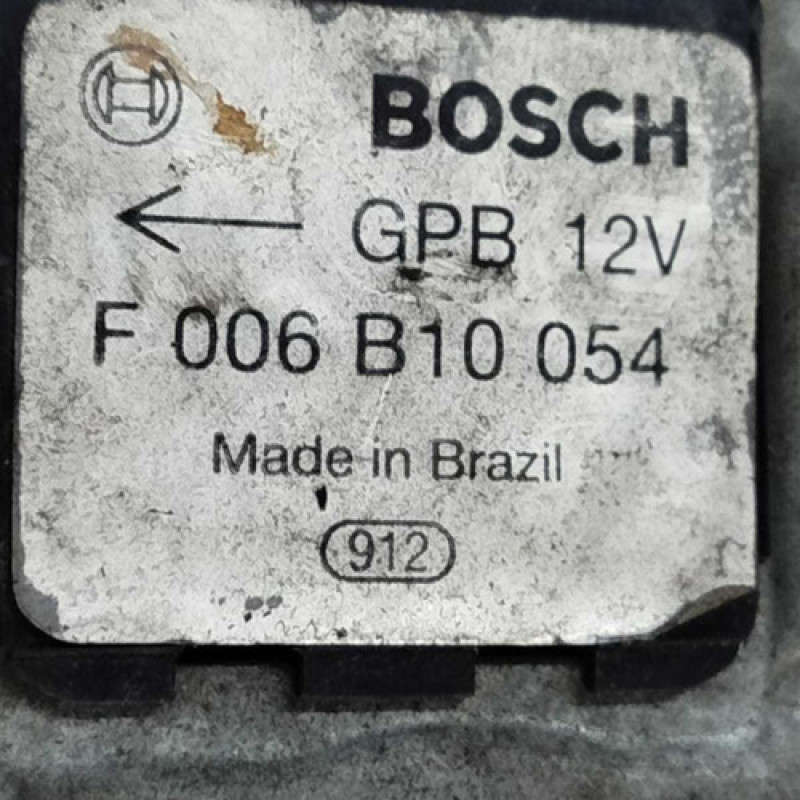 BOSCH
GPB 12V
F 006 B10 054
Made in Brazil
912